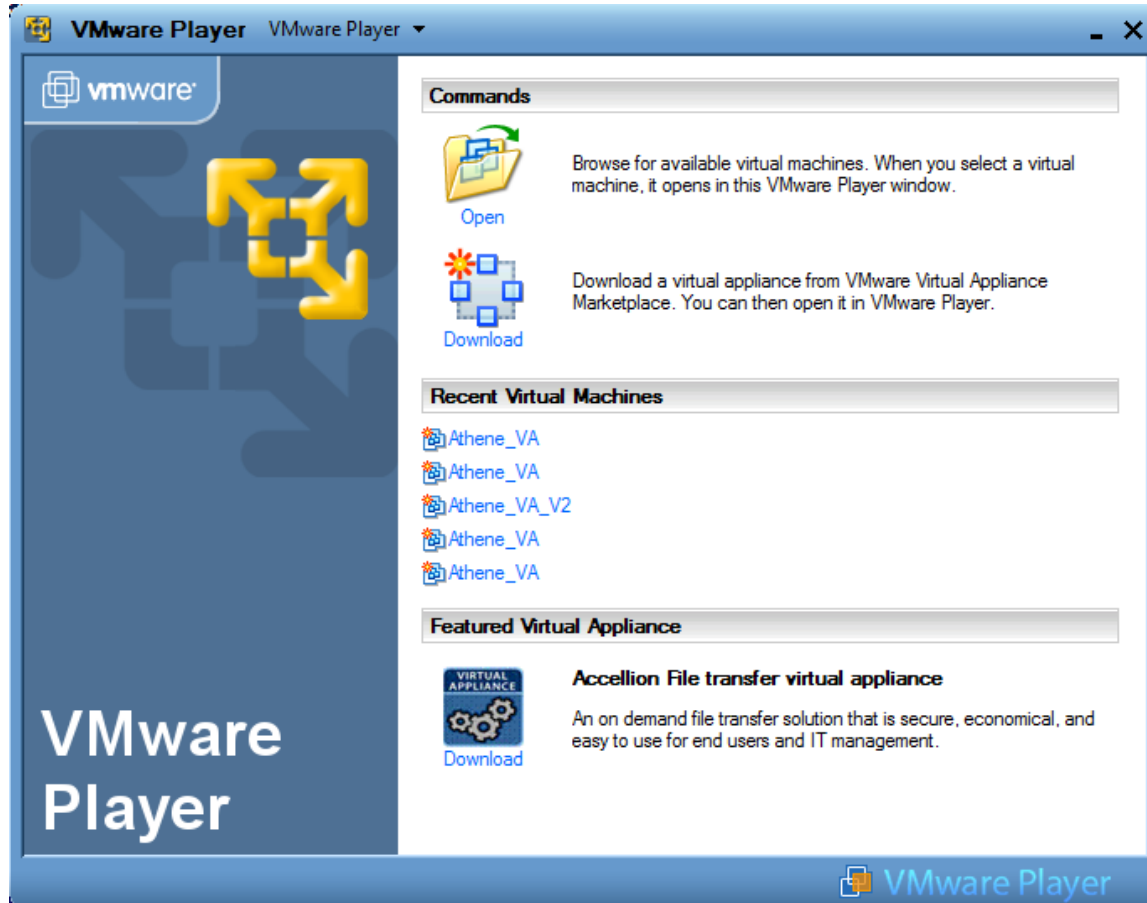 VMware Player VMware Player
vmware
Commands
Open
Browse for available virtual machines. When you select a virtual
machine, it opens in this VMware Player window.
Download
Download a virtual appliance from VMware Virtual Appliance
Marketplace. You can then open it in VMware Player.
Recent Virtual Machines
Athene_VA
Athene_VA
Athene_VA_V2
Athene_VA
Athene_VA
Featured Virtual Appliance
VIRTUAL
APPLIANCE
Download
Accellion File transfer virtual appliance
An on demand file transfer solution that is secure, economical, and
easy to use for end users and IT management.
VMware
Player
VMware Player